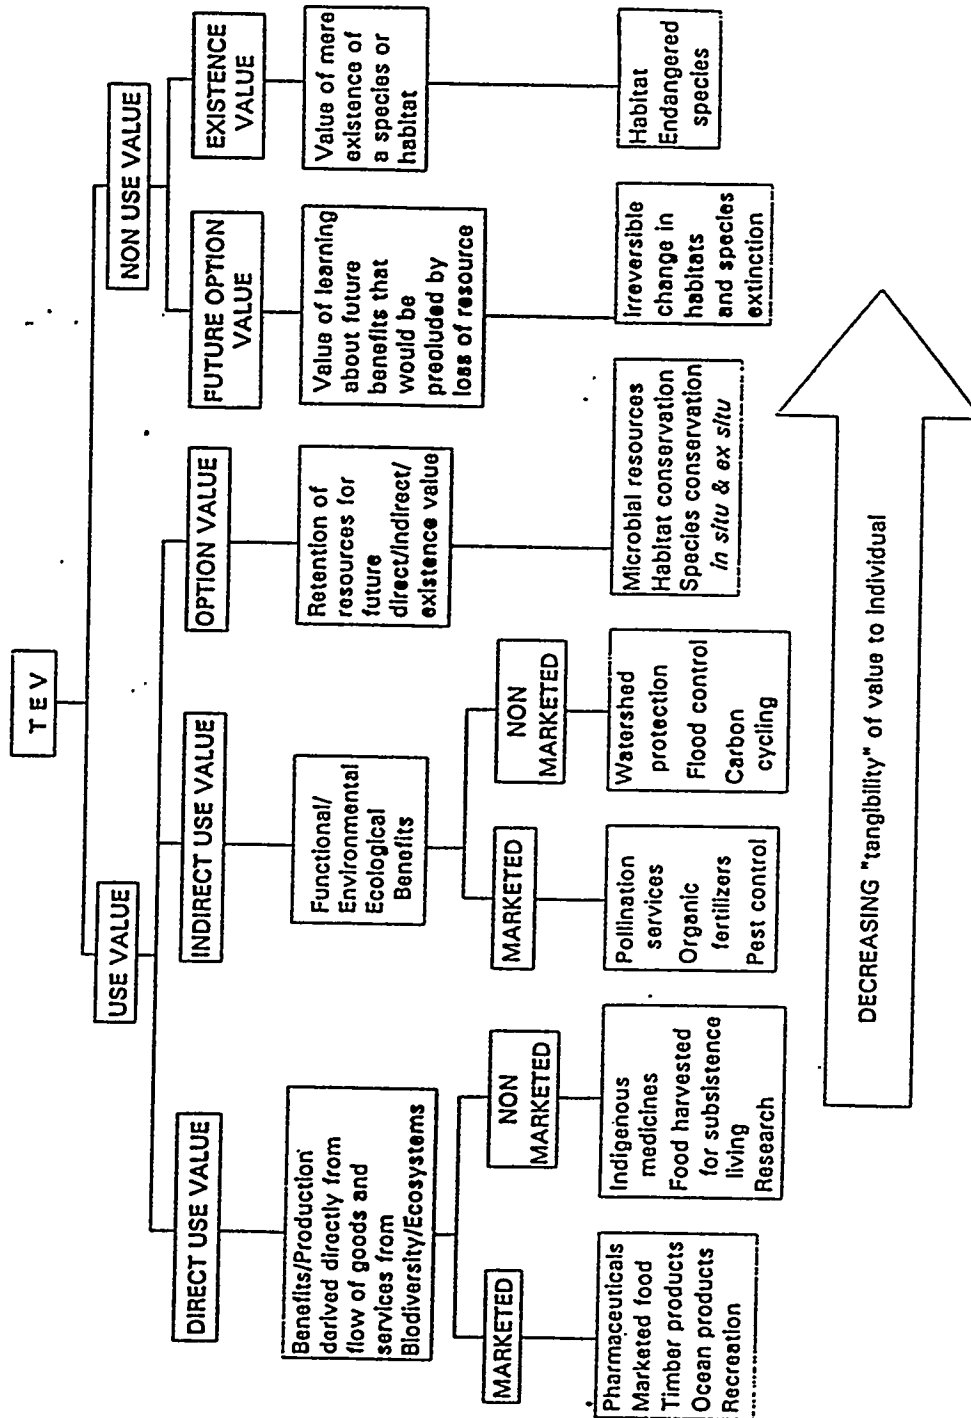 T E V
USE VALUE
NON USE VALUE
DIRECT USE VALUE
INDIRECT USE VALUE
OPTION VALUE
FUTURE OPTION
VALUE
EXISTENCE
VALUE
Benefits/Production
derived directly from
flow of goods and
services from
Biodiversity/Ecosystems
Functional/
Environmental
Ecological
Benefits
Retention of
resources for
future
direct/indirect/
existence value
Value of learning
about future
benefits that
would be
precluded by
loss of resource
Value of mere
existence of
a species or
habitat
MARKETED
NON
MARKETED
MARKETED
NON
MARKETED
Pharmaceuticals
Marketed food
Timber products
Ocean products
Recreation
Indigenous
medicines
Food harvested
for subsistence
living
Research
Pollination
services
Organic
fertilizers
Pest control
Watershed
protection
Flood control
Carbon
cycling
Microbial resources
Habitat conservation
Species conservation
in situ & ex situ
Irreversible
change in
habitats
and species
extinction
Habitat
Endangered
species
DECREASING "tangibility" of value to individual